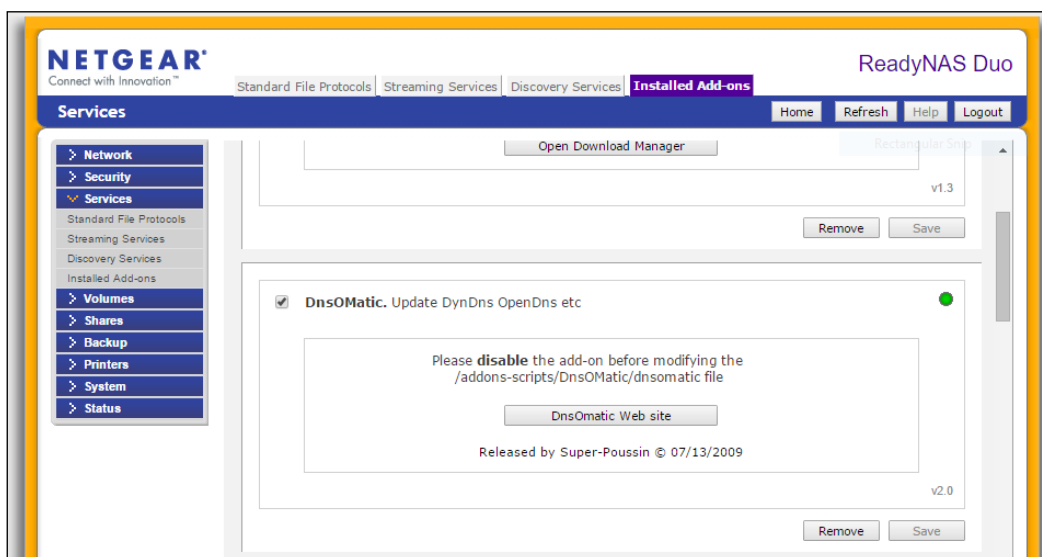 NETGEAR®
Connect with Innovation™
ReadyNAS Duo
Standard File Protocols
Streaming Services
Discovery Services
Installed Add-ons
Services
Home
Refresh
Help
Logout
> Network
> Security
Services
Standard File Protocols
Streaming Services
Discovery Services
Installed Add-ons
> Volumes
> Shares
> Backup
> Printers
> System
> Status
Open Download Manager
Rectangular Snip
v1.3
Remove
Save
DnsOMatic. Update DynDns OpenDns etc
Please disable the add-on before modifying the
/addons-scripts/DnsOMatic/dnsomatic file
DnsOmatic Web site
Released by Super-Poussin © 07/13/2009
v2.0
Remove
Save